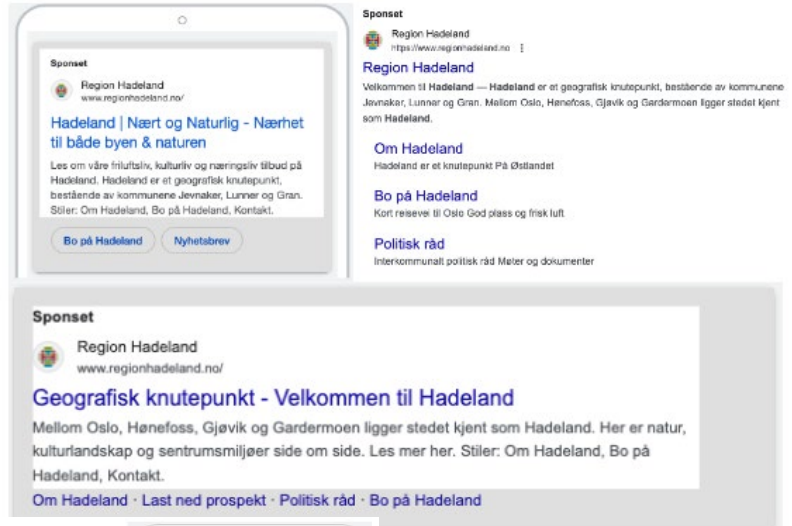 Sponset
Region Hadeland
www.regionhadeland.no/
Hadeland | Nært og Naturlig - Nærhet
til både byen & naturen
Les om våre friluftsliv, kulturliv og næringsliv tilbud på
Hadeland. Hadeland er et geografisk knutepunkt,
bestående av kommunene Jevnaker, Lunner og Gran.
Stiler: Om Hadeland, Bo på Hadeland, Kontakt.
Bo på Hadeland
Nyhetsbrev
Sponset
Region Hadeland
https://www.regionhadeland.no
Region Hadeland
Velkommen til Hadeland — Hadeland er et geografisk knutepunkt, bestående av kommunene
Jevnaker, Lunner og Gran. Mellom Oslo, Hønefoss, Gjøvik og Gardermoen ligger stedet kjent
som Hadeland.
Om Hadeland
Hadeland er et knutepunkt På Østlandet
Bo på Hadeland
Kort reisevei til Oslo God plass og frisk luft
Politisk råd
Interkommunalt politisk råd Møter og dokumenter
Sponset
Region Hadeland
www.regionhadeland.no/
Geografisk knutepunkt - Velkommen til Hadeland
Mellom Oslo, Hønefoss, Gjøvik og Gardermoen ligger stedet kjent som Hadeland. Her er natur,
kulturlandskap og sentrumsmiljøer side om side. Les mer her. Stiler: Om Hadeland, Bo på
Hadeland, Kontakt.
Om Hadeland · Last ned prospekt · Politisk råd · Bo på Hadeland